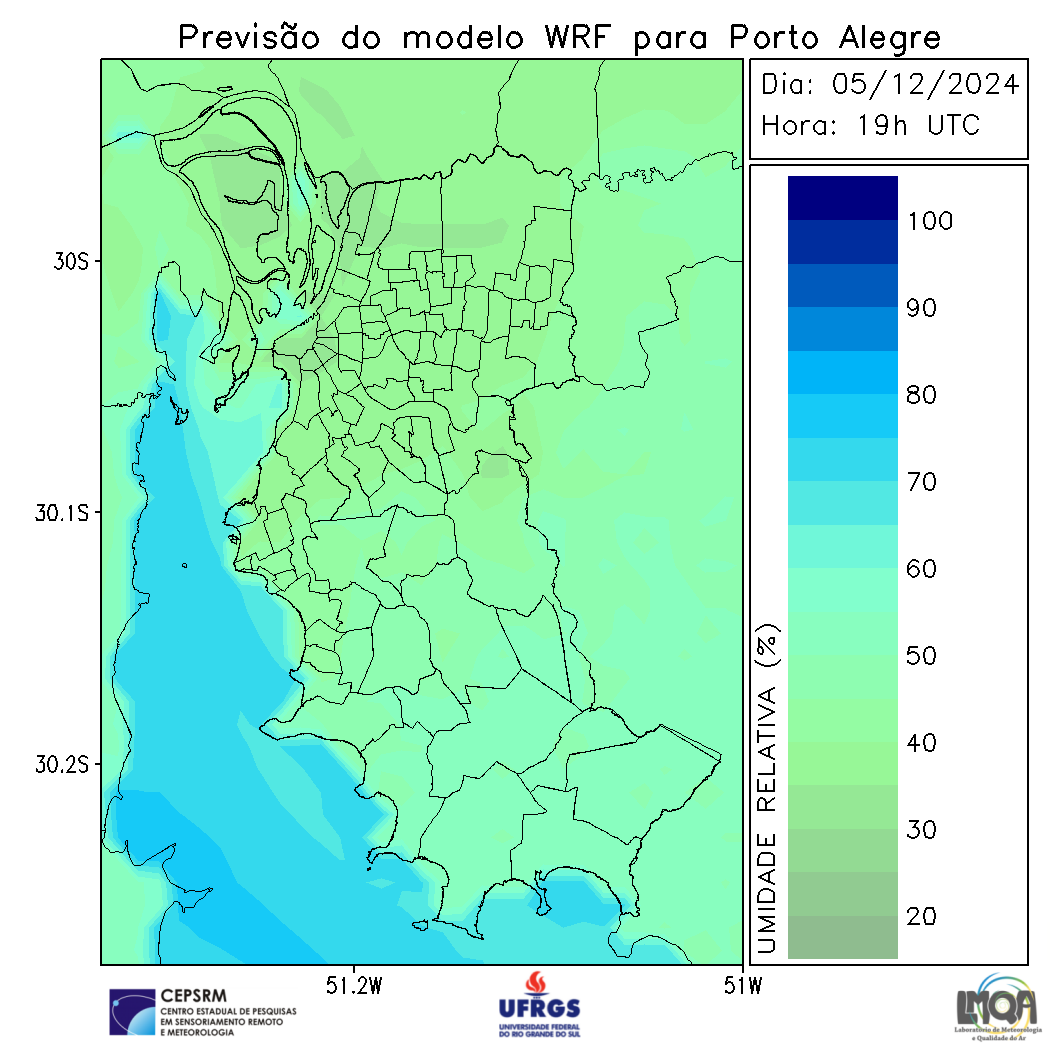 Previsão do modelo WRF para Porto Alegre
Dia: 05/12/2024
Hora: 19h UTC
30S
30.1S
30.2S
51.2W
51W
UMIDADE RELATIVA (%)
100
90
80
70
60
50
40
30
20
CEPSRM
CENTRO ESTADUAL DE PESQUISAS
EM SENSORIAMENTO REMOTO
E METEOROLOGIA
UFRGS
UNIVERSIDADE FEDERAL
DO RIO GRANDE DO SUL
LMQA
Laboratório de Meteorologia
e Qualidade do Ar